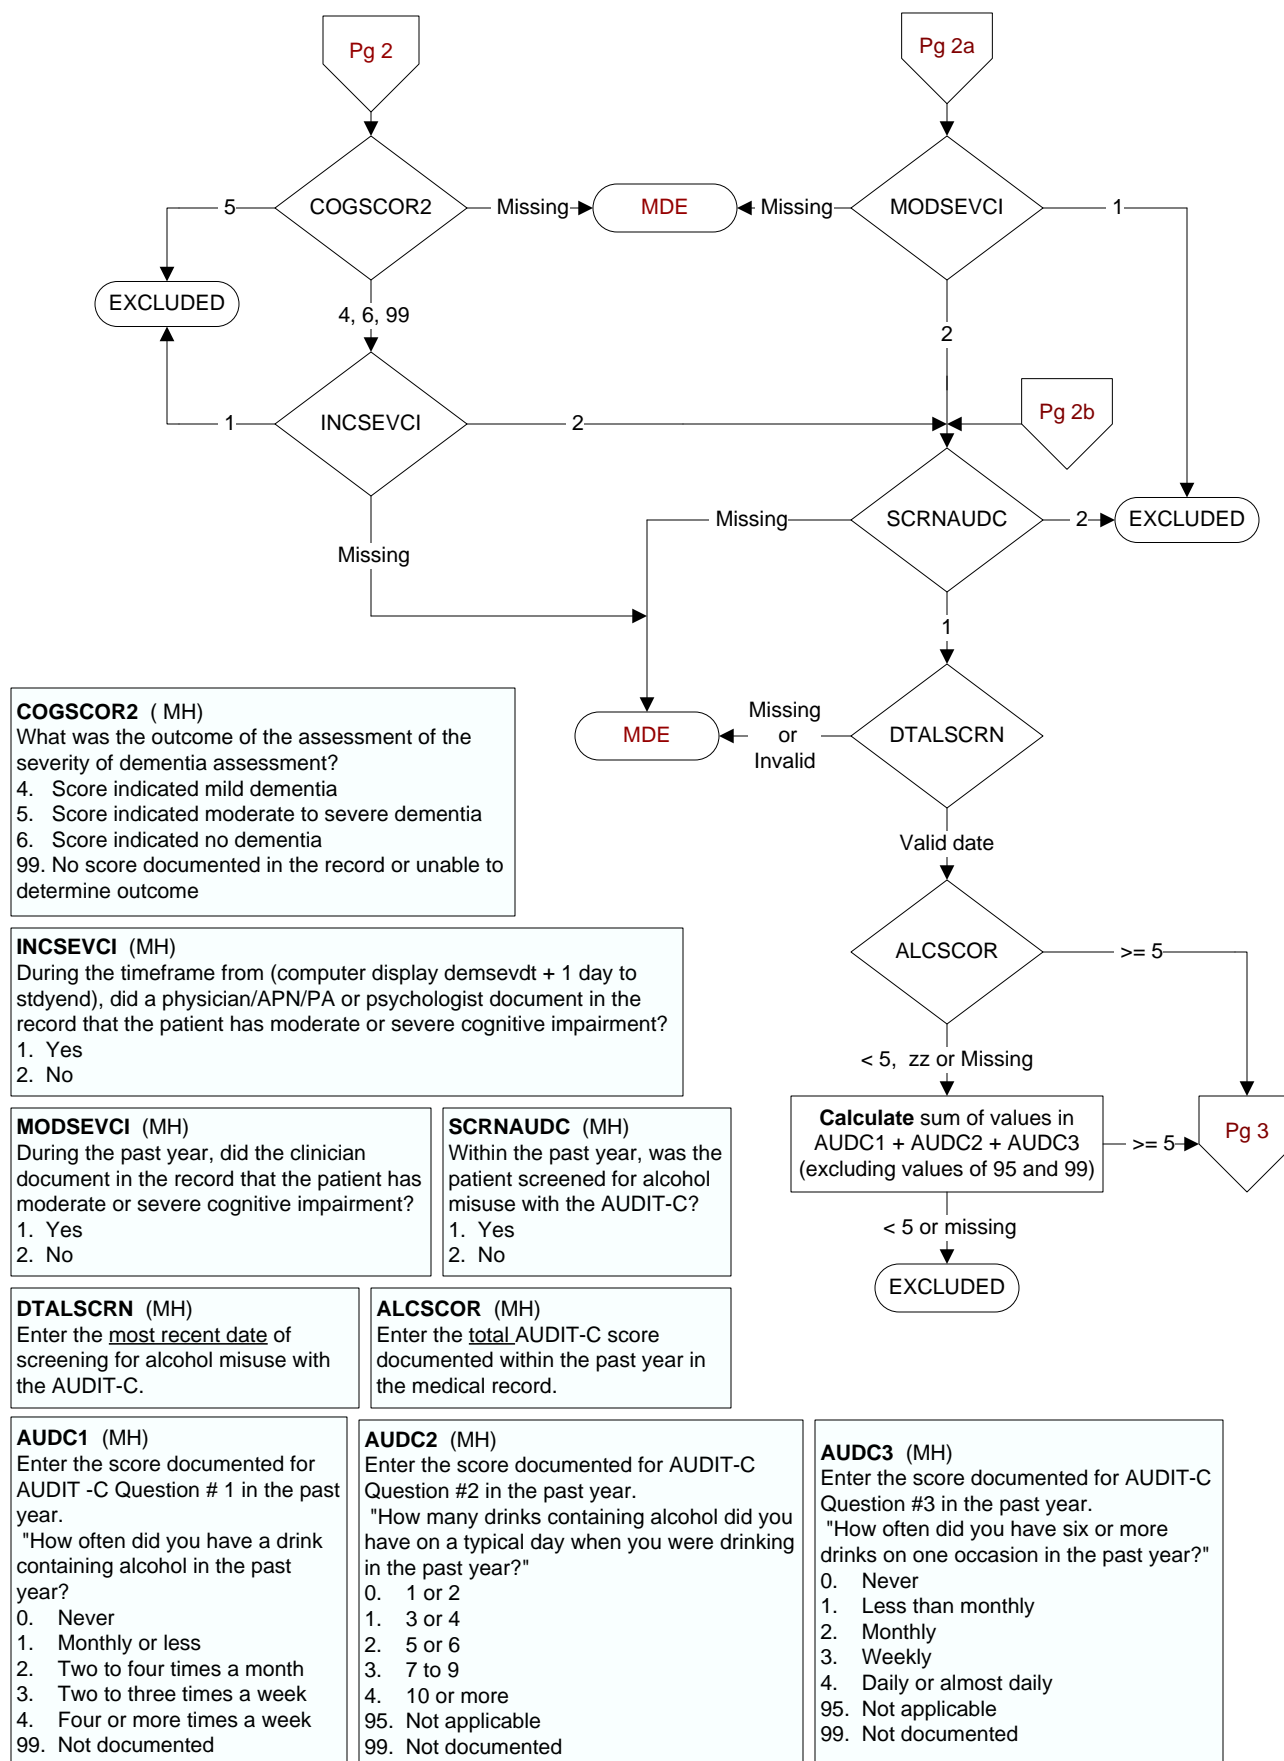 Pg 2
Pg 2a
COGSCOR2
MODSEVCI
5
Missing
MDE
Missing
1
EXCLUDED
4, 6, 99
2
INCSEVCI
1
2
Pg 2b
SCRNAUDC
Missing
2
EXCLUDED
Missing
1
MDE
Missing
or
Invalid
DTALSCRN
Valid date
ALCSCOR
>= 5
< 5, zz or Missing
Calculate sum of values in
AUDC1 + AUDC2 + AUDC3
(excluding values of 95 and 99)
>= 5
Pg 3
< 5 or missing
EXCLUDED
COGSCOR2 ( MH)
What was the outcome of the assessment of the
severity of dementia assessment?
4. Score indicated mild dementia
5. Score indicated moderate to severe dementia
6. Score indicated no dementia
99. No score documented in the record or unable to
determine outcome
INCSEVCI (MH)
During the timeframe from (computer display demsevdt + 1 day to
stdyend), did a physician/APN/PA or psychologist document in the
record that the patient has moderate or severe cognitive impairment?
1. Yes
2. No
MODSEVCI (MH)
During the past year, did the clinician
document in the record that the patient has
moderate or severe cognitive impairment?
1. Yes
2. No
SCRNAUDC (MH)
Within the past year, was the
patient screened for alcohol
misuse with the AUDIT-C?
1. Yes
2. No
DTALSCRN (MH)
Enter the most recent date of
screening for alcohol misuse with
the AUDIT-C.
ALCSCOR (MH)
Enter the total AUDIT-C score
documented within the past year in
the medical record.
AUDC1 (MH)
Enter the score documented for
AUDIT -C Question # 1 in the past
year.
"How often did you have a drink
containing alcohol in the past
year?
0. Never
1. Monthly or less
2. Two to four times a month
3. Two to three times a week
4. Four or more times a week
99. Not documented
AUDC2 (MH)
Enter the score documented for AUDIT-C
Question #2 in the past year.
"How many drinks containing alcohol did you
have on a typical day when you were drinking
in the past year?"
0. 1 or 2
1. 3 or 4
2. 5 or 6
3. 7 to 9
4. 10 or more
95. Not applicable
99. Not documented
AUDC3 (MH)
Enter the score documented for AUDIT-C
Question #3 in the past year.
"How often did you have six or more
drinks on one occasion in the past year?"
0. Never
1. Less than monthly
2. Monthly
3. Weekly
4. Daily or almost daily
95. Not applicable
99. Not documented